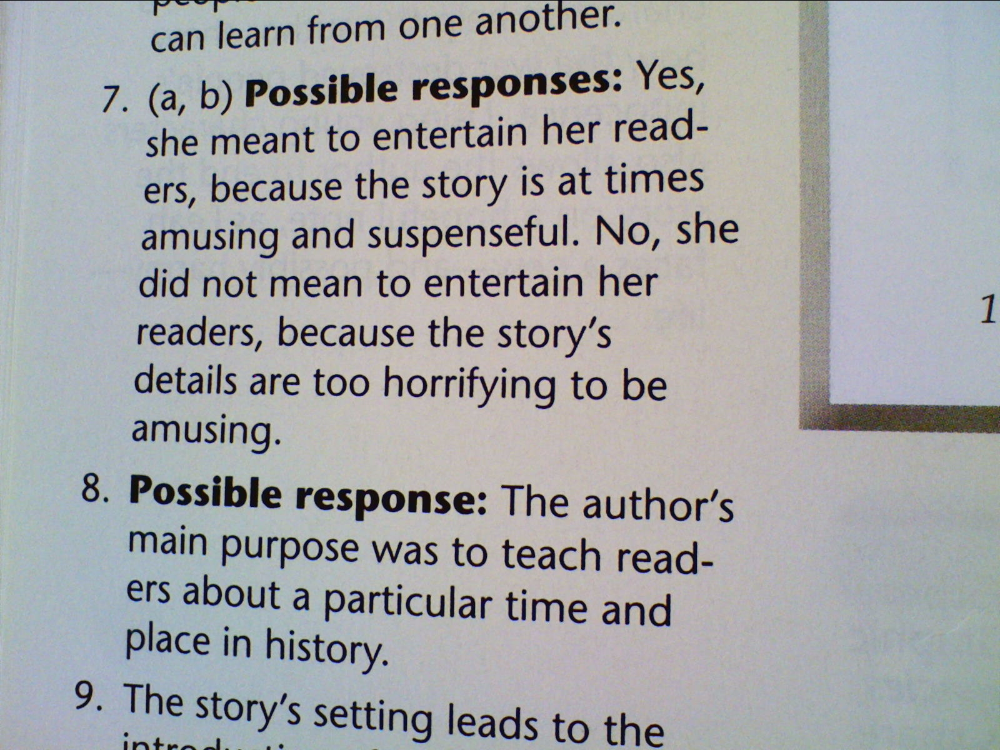 can learn from one another.
7. (a, b) Possible responses: Yes,
she meant to entertain her read-
ers, because the story is at times
amusing and suspenseful. No, she
did not mean to entertain her
readers, because the story's
details are too horrifying to be
amusing.
8. Possible response: The author's
main purpose was to teach read-
ers about a particular time and
place in history.
9. The story's setting leads to the
1